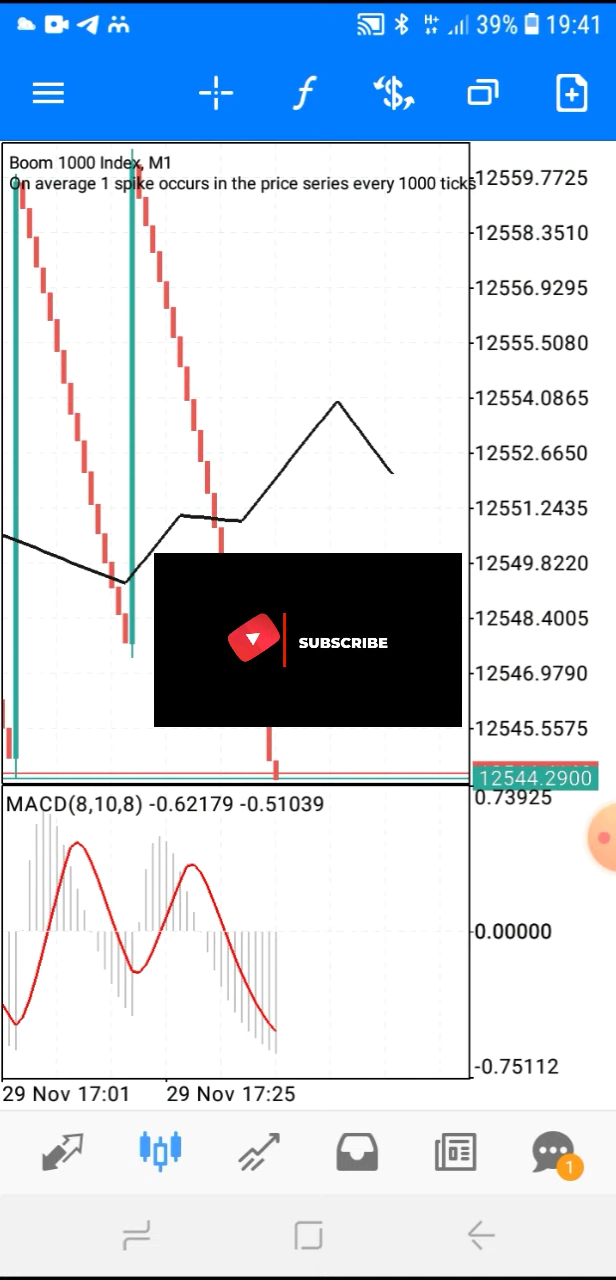 H+ 39% 19:41
Boom 1000 Index, M1
On average 1 spike occurs in the price series every 1000 ticks
12559.7725
12558.3510
12556.9295
12555.5080
12554.0865
12552.6650
12551.2435
12549.8220
12548.4005
SUBSCRIBE
12546.9790
12545.5575
12544.2900
MACD(8,10,8) -0.62179 -0.51039
0.73925
0.00000
-0.75112
29 Nov 17:01 29 Nov 17:25
1